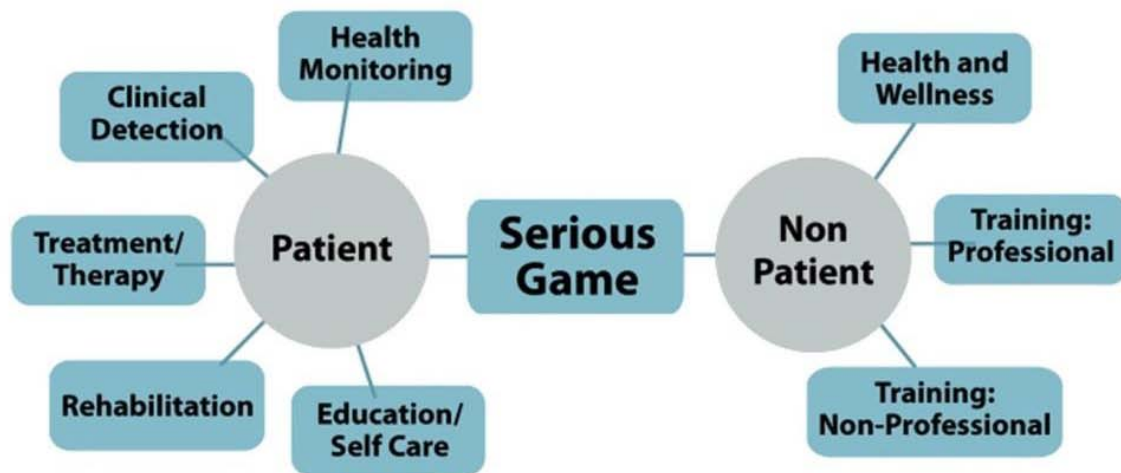 Health
Monitoring
Clinical
Detection
Treatment/
Therapy
Rehabilitation
Education/
Self Care
Patient
Serious
Game
Non
Patient
Health and
Wellness
Training:
Professional
Training:
Non-Professional